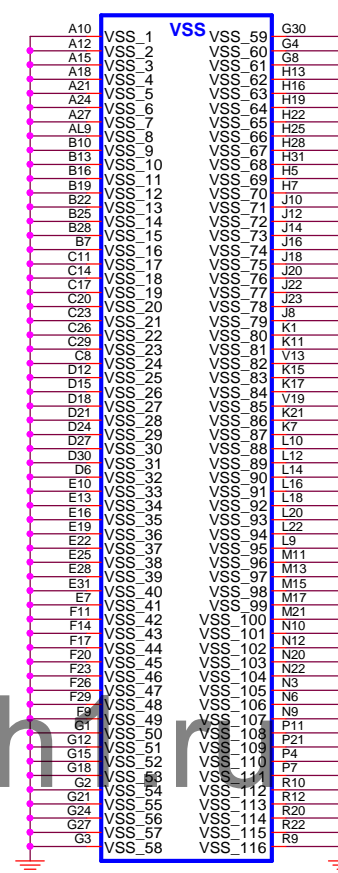 VSS
A10 VSS_1 VSS_59 G30
A12 VSS_2 VSS_60 G4
A15 VSS_3 VSS_61 G8
A18 VSS_4 VSS_62 H13
A21 VSS_5 VSS_63 H16
A24 VSS_6 VSS_64 H19
A27 VSS_7 VSS_65 H22
AL9 VSS_8 VSS_66 H25
B10 VSS_9 VSS_67 H28
B13 VSS_10 VSS_68 H31
B16 VSS_11 VSS_69 H5
B19 VSS_12 VSS_70 H7
B22 VSS_13 VSS_71 J10
B25 VSS_14 VSS_72 J12
B28 VSS_15 VSS_73 J14
B7 VSS_16 VSS_74 J16
C11 VSS_17 VSS_75 J18
C14 VSS_18 VSS_76 J20
C17 VSS_19 VSS_77 J22
C20 VSS_20 VSS_78 J23
C23 VSS_21 VSS_79 J8
C26 VSS_22 VSS_80 K1
C29 VSS_23 VSS_81 K11
C8 VSS_24 VSS_82 V13
D12 VSS_25 VSS_83 K15
D15 VSS_26 VSS_84 K17
D18 VSS_27 VSS_85 V19
D21 VSS_28 VSS_86 K21
D24 VSS_29 VSS_87 K7
D27 VSS_30 VSS_88 L10
D30 VSS_31 VSS_89 L12
D6 VSS_32 VSS_90 L14
E10 VSS_33 VSS_91 L16
E13 VSS_34 VSS_92 L18
E16 VSS_35 VSS_93 L20
E19 VSS_36 VSS_94 L22
E22 VSS_37 VSS_95 L9
E25 VSS_38 VSS_96 M11
E28 VSS_39 VSS_97 M13
E31 VSS_40 VSS_98 M15
E7 VSS_41 VSS_99 M17
F11 VSS_42 VSS_100 M21
F14 VSS_43 VSS_101 N10
F17 VSS_44 VSS_102 N12
F20 VSS_45 VSS_103 N20
F23 VSS_46 VSS_104 N22
F26 VSS_47 VSS_105 N3
F29 VSS_48 VSS_106 N6
F9 VSS_49 VSS_107 N9
G1 VSS_50 VSS_108 P11
G12 VSS_51 VSS_109 P21
G15 VSS_52 VSS_110 P4
G18 VSS_53 VSS_111 P7
G2 VSS_54 VSS_112 R10
G21 VSS_55 VSS_113 R12
G24 VSS_56 VSS_114 R20
G27 VSS_57 VSS_115 R22
G3 VSS_58 VSS_116 R9
h1.ru